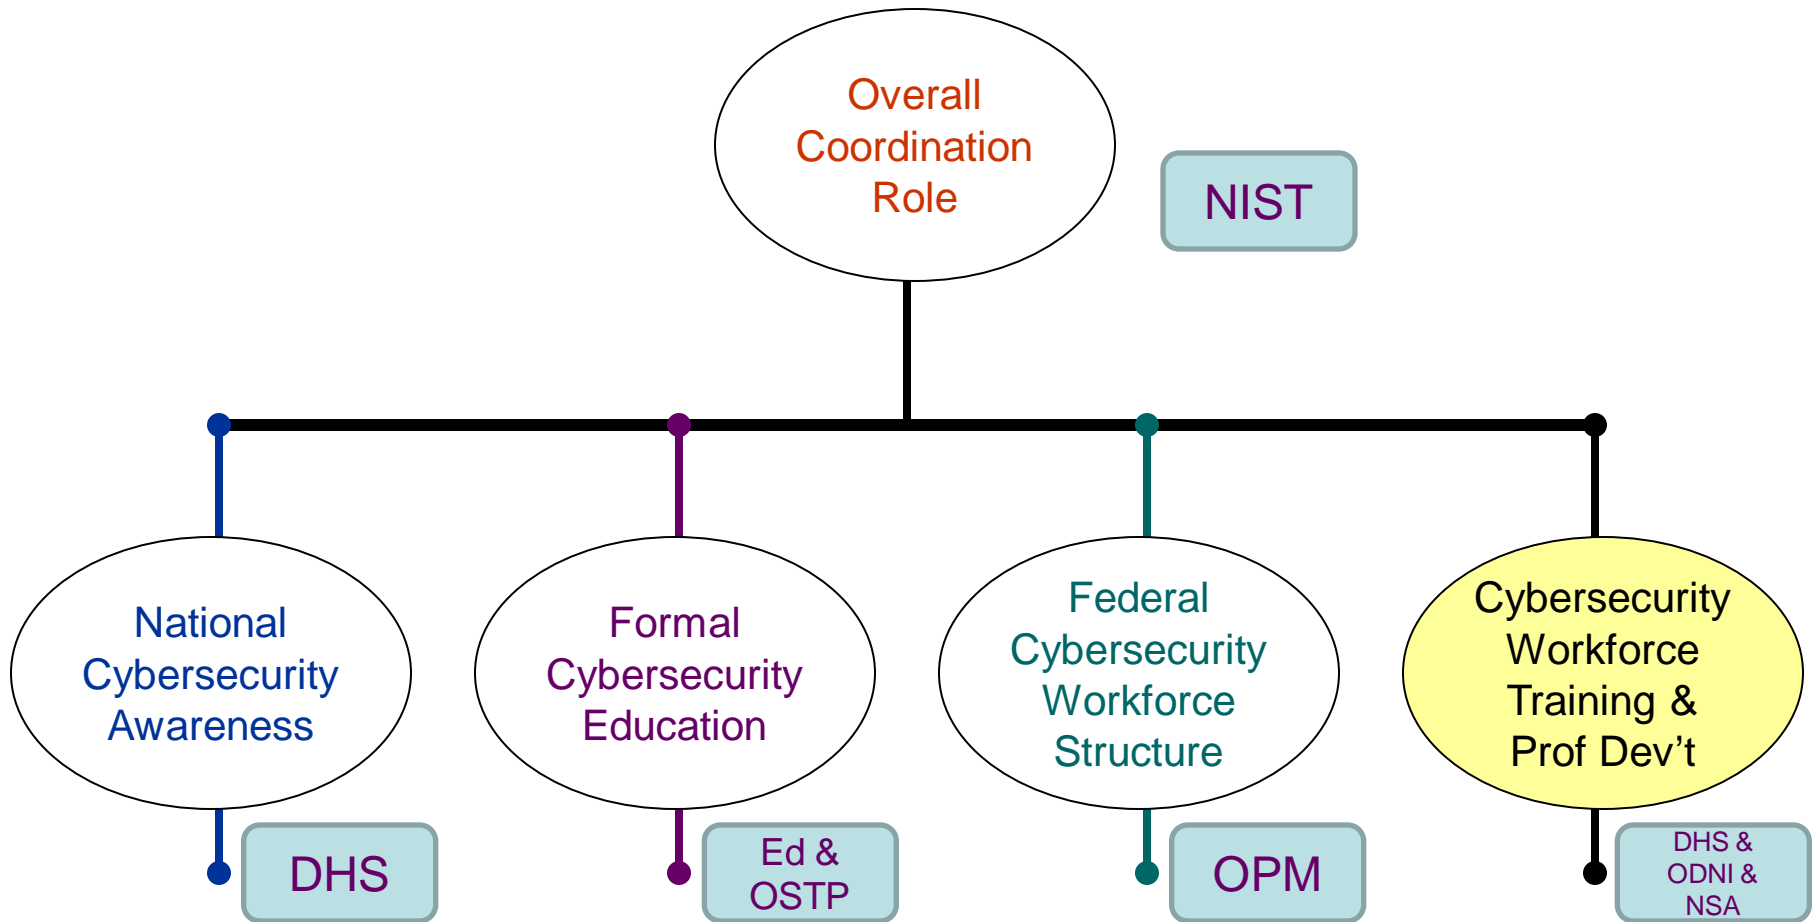 Overall
Coordination
Role
NIST
National
Cybersecurity
Awareness
Formal
Cybersecurity
Education
Federal
Cybersecurity
Workforce
Structure
Cybersecurity
Workforce
Training &
Prof Dev’t
DHS
Ed &
OSTP
OPM
DHS &
ODNI &
NSA